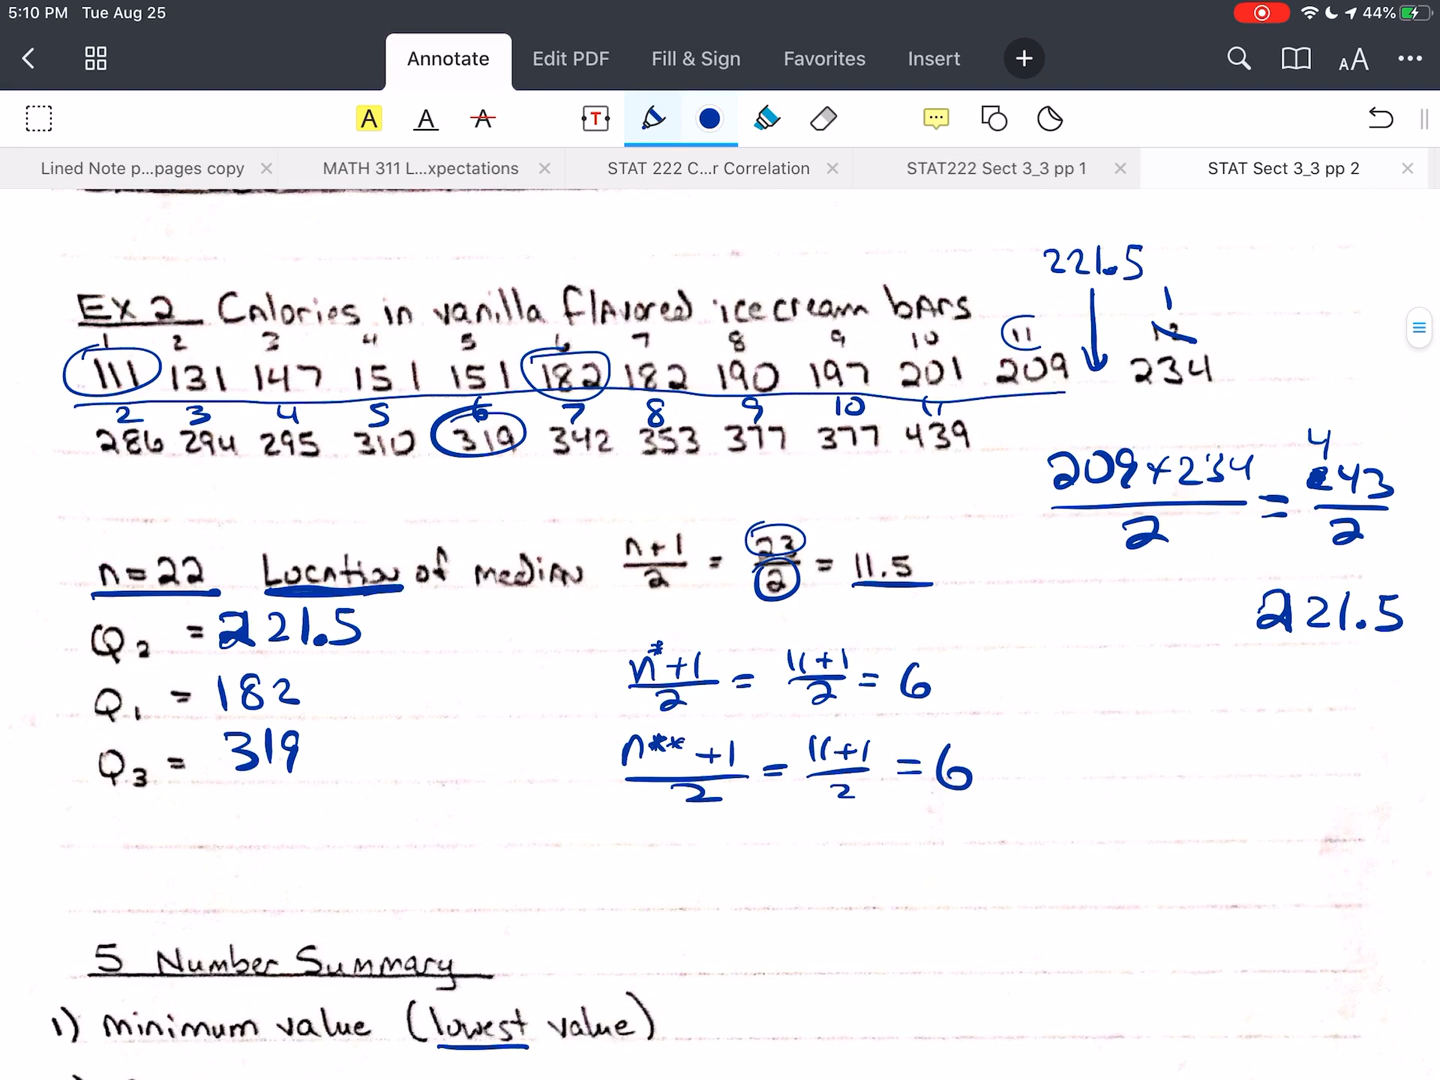 5:10 PM Tue Aug 25 44%
Annotate Edit PDF Fill & Sign Favorites Insert
A A A T AA
Lined Note p...pages copy MATH 311 L...xpectations STAT 222 C...r Correlation STAT222 Sect 3_3 pp 1 STAT Sect 3_3 pp 2
221.5
Ex 2 Calories in vanilla flavored ice cream bars
1 2 3 4 5 6 7 8 9 10 11 12 1
111 131 147 151 151 182 182 190 197 201 209 234
2 3 4 5 6 7 8 9 10 11
286 294 295 310 319 342 353 377 377 439
209+234/2 = 443/2
221.5
n=22 Location of median n+1/2 = 23/2 = 11.5
Q2 = 221.5
Q1 = 182
n*+1/2 = 11+1/2 = 6
Q3 = 319
n**+1/2 = 11+1/2 = 6
5 Number Summary
1) minimum value (lowest value)